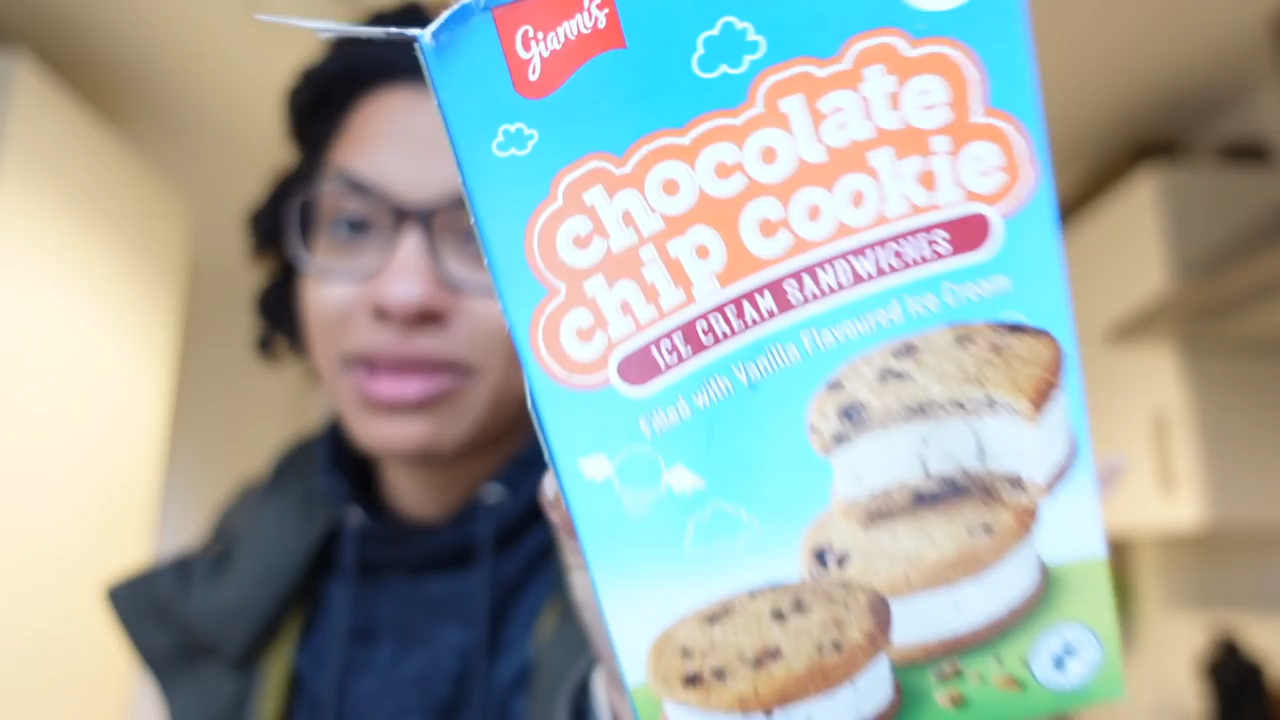 Gianni's
chocolate
chip cookie
ICE CREAM SANDWICHES
Filled with Vanilla Flavoured Ice Cream